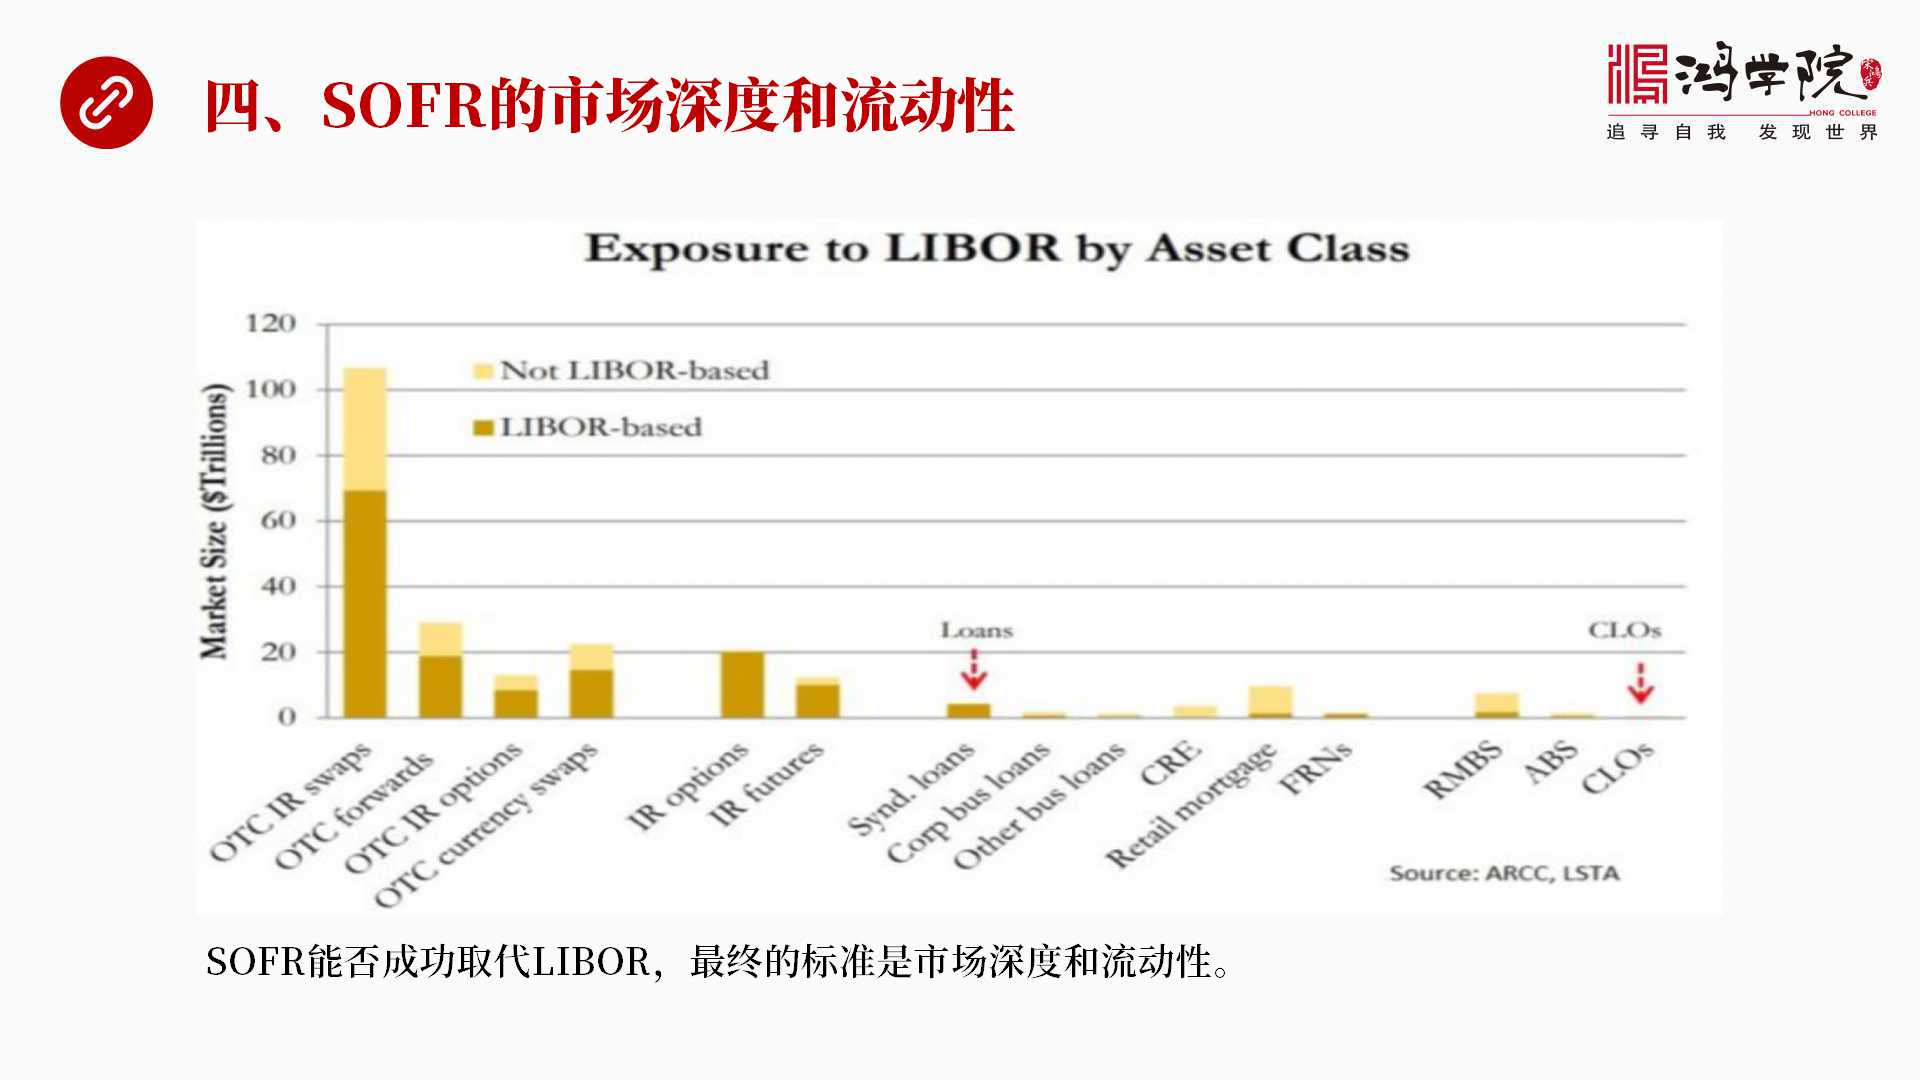 四、SOFR的市场深度和流动性
鸿学院
宋鸿兵
HONG COLLEGE
追寻自我 发现世界
Exposure to LIBOR by Asset Class
Market Size ($Trillions)
120
100
80
60
40
20
0
Not LIBOR-based
LIBOR-based
Loans
CLOs
OTC IR swaps
OTC forwards
OTC IR options
OTC currency swaps
IR options
IR futures
Synd. loans
Corp bus loans
Other bus loans
CRE
Retail mortgage
FRNs
RMBS
ABS
CLOs
Source: ARCC, LSTA
SOFR能否成功取代LIBOR，最终的标准是市场深度和流动性。